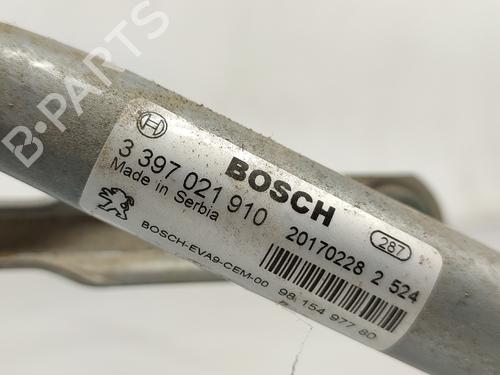 B-PARTS
BOSCH
3 397 021 910
Made in Serbia
287
20170228 2 524
BOSCH-EVA9-CEM-00
98 154 977 80